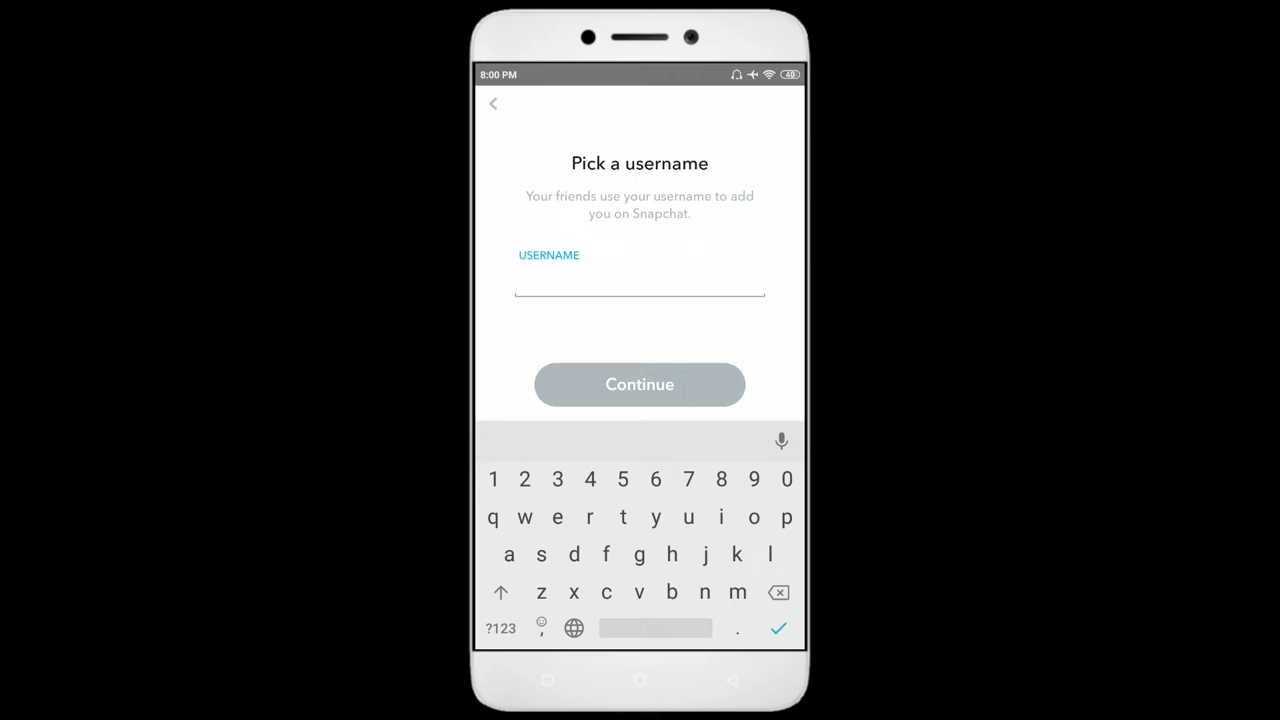 8:00 PM
40
Pick a username
Your friends use your username to add
you on Snapchat.
USERNAME
Continue
1 2 3 4 5 6 7 8 9 0
q w e r t y u i o p
a s d f g h j k l
z x c v b n m
?123 , .